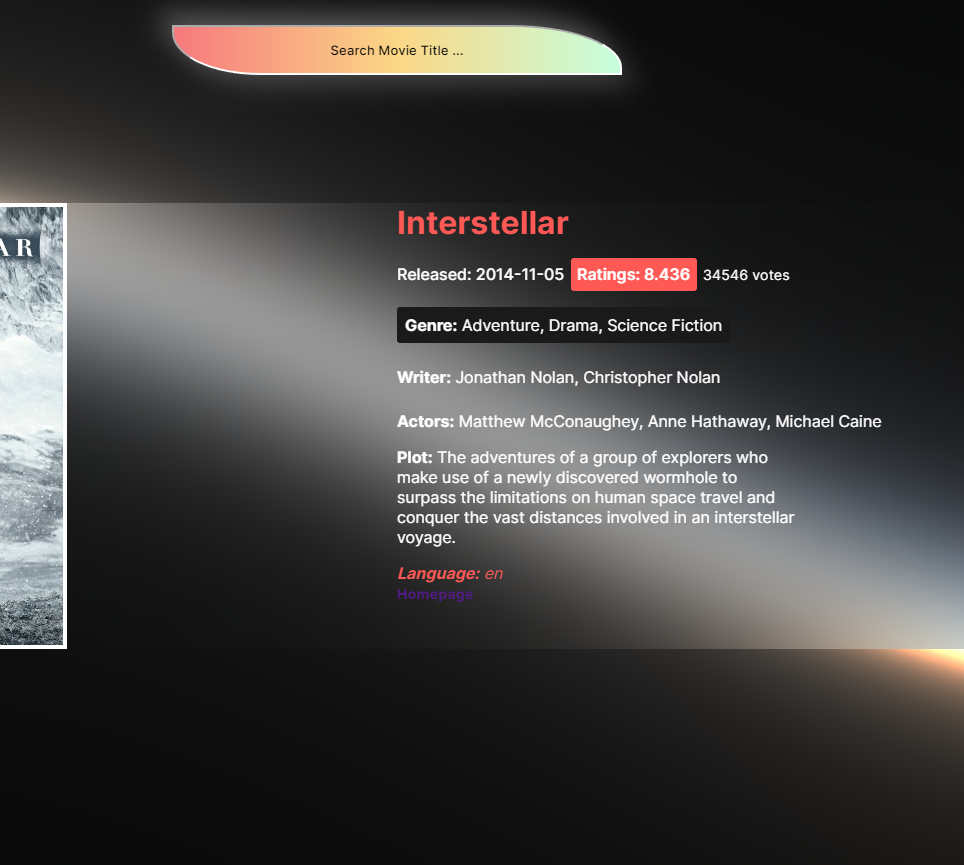 Search Movie Title ...
AR
Interstellar
Released: 2014-11-05 Ratings: 8.436 34546 votes
Genre: Adventure, Drama, Science Fiction
Writer: Jonathan Nolan, Christopher Nolan
Actors: Matthew McConaughey, Anne Hathaway, Michael Caine
Plot: The adventures of a group of explorers who
make use of a newly discovered wormhole to
surpass the limitations on human space travel and
conquer the vast distances involved in an interstellar
voyage.
Language: en
Homepage